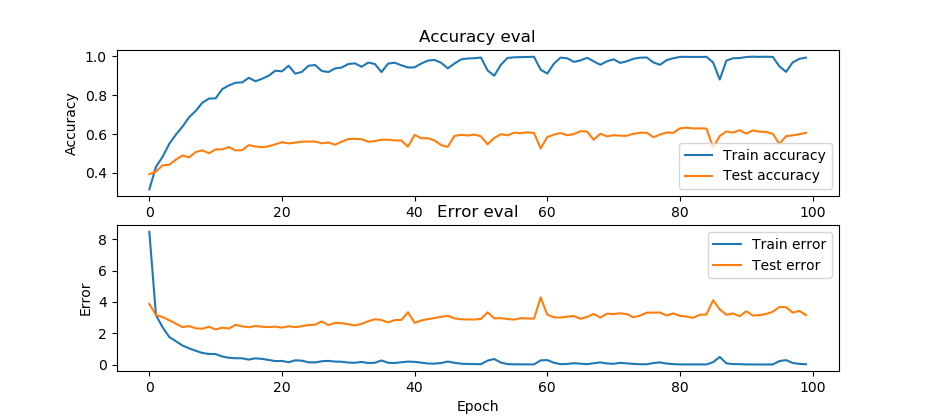 Accuracy eval
1.0
0.8
0.6
0.4
Accuracy
Train accuracy
Test accuracy
0 20 40 60 80 100
Error eval
8
6
4
2
0
Error
Train error
Test error
0 20 40 60 80 100
Epoch